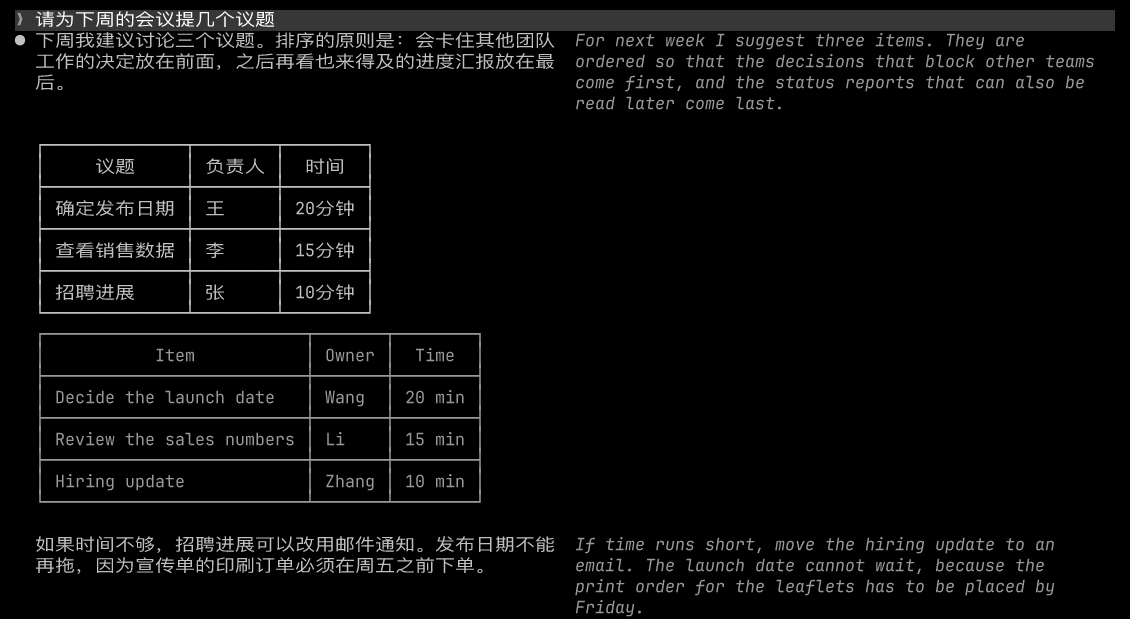 》 请为下周的会议提几个议题
● 下周我建议讨论三个议题。排序的原则是：会卡住其他团队
工作的决定放在前面，之后再看也来得及的进度汇报放在最
后。
For next week I suggest three items. They are
ordered so that the decisions that block other teams
come first, and the status reports that can also be
read later come last.
议题 负责人 时间
确定发布日期 王 20分钟
查看销售数据 李 15分钟
招聘进展 张 10分钟
Item Owner Time
Decide the launch date Wang 20 min
Review the sales numbers Li 15 min
Hiring update Zhang 10 min
如果时间不够，招聘进展可以改用邮件通知。发布日期不能
再拖，因为宣传单的印刷订单必须在周五之前下单。
If time runs short, move the hiring update to an
email. The launch date cannot wait, because the
print order for the leaflets has to be placed by
Friday.